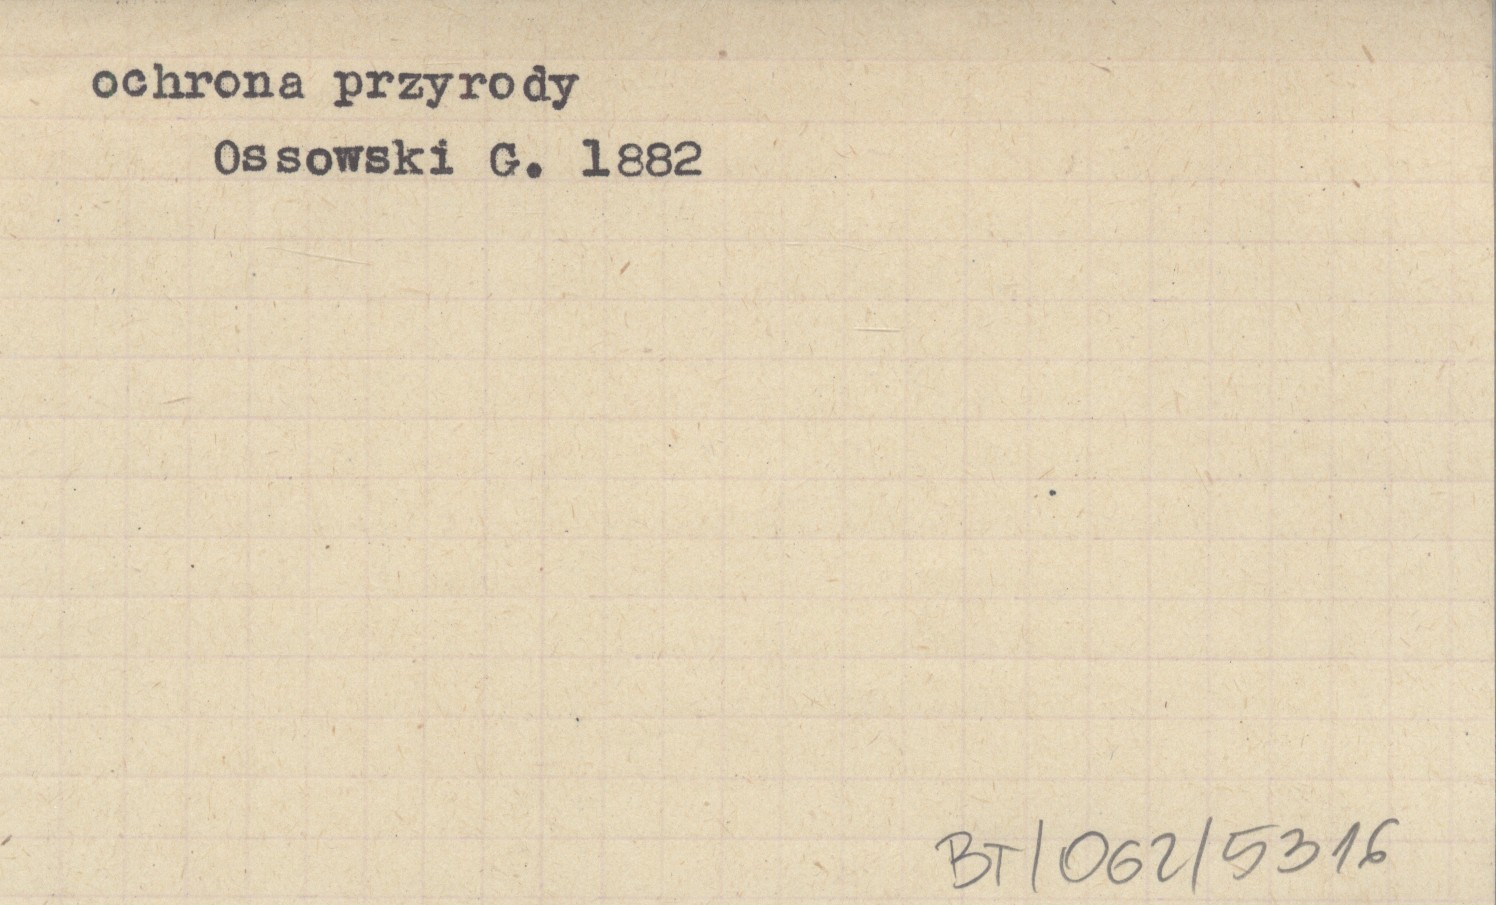 ochrona przyrody
Ossowski G. 1882
BT/062/5316